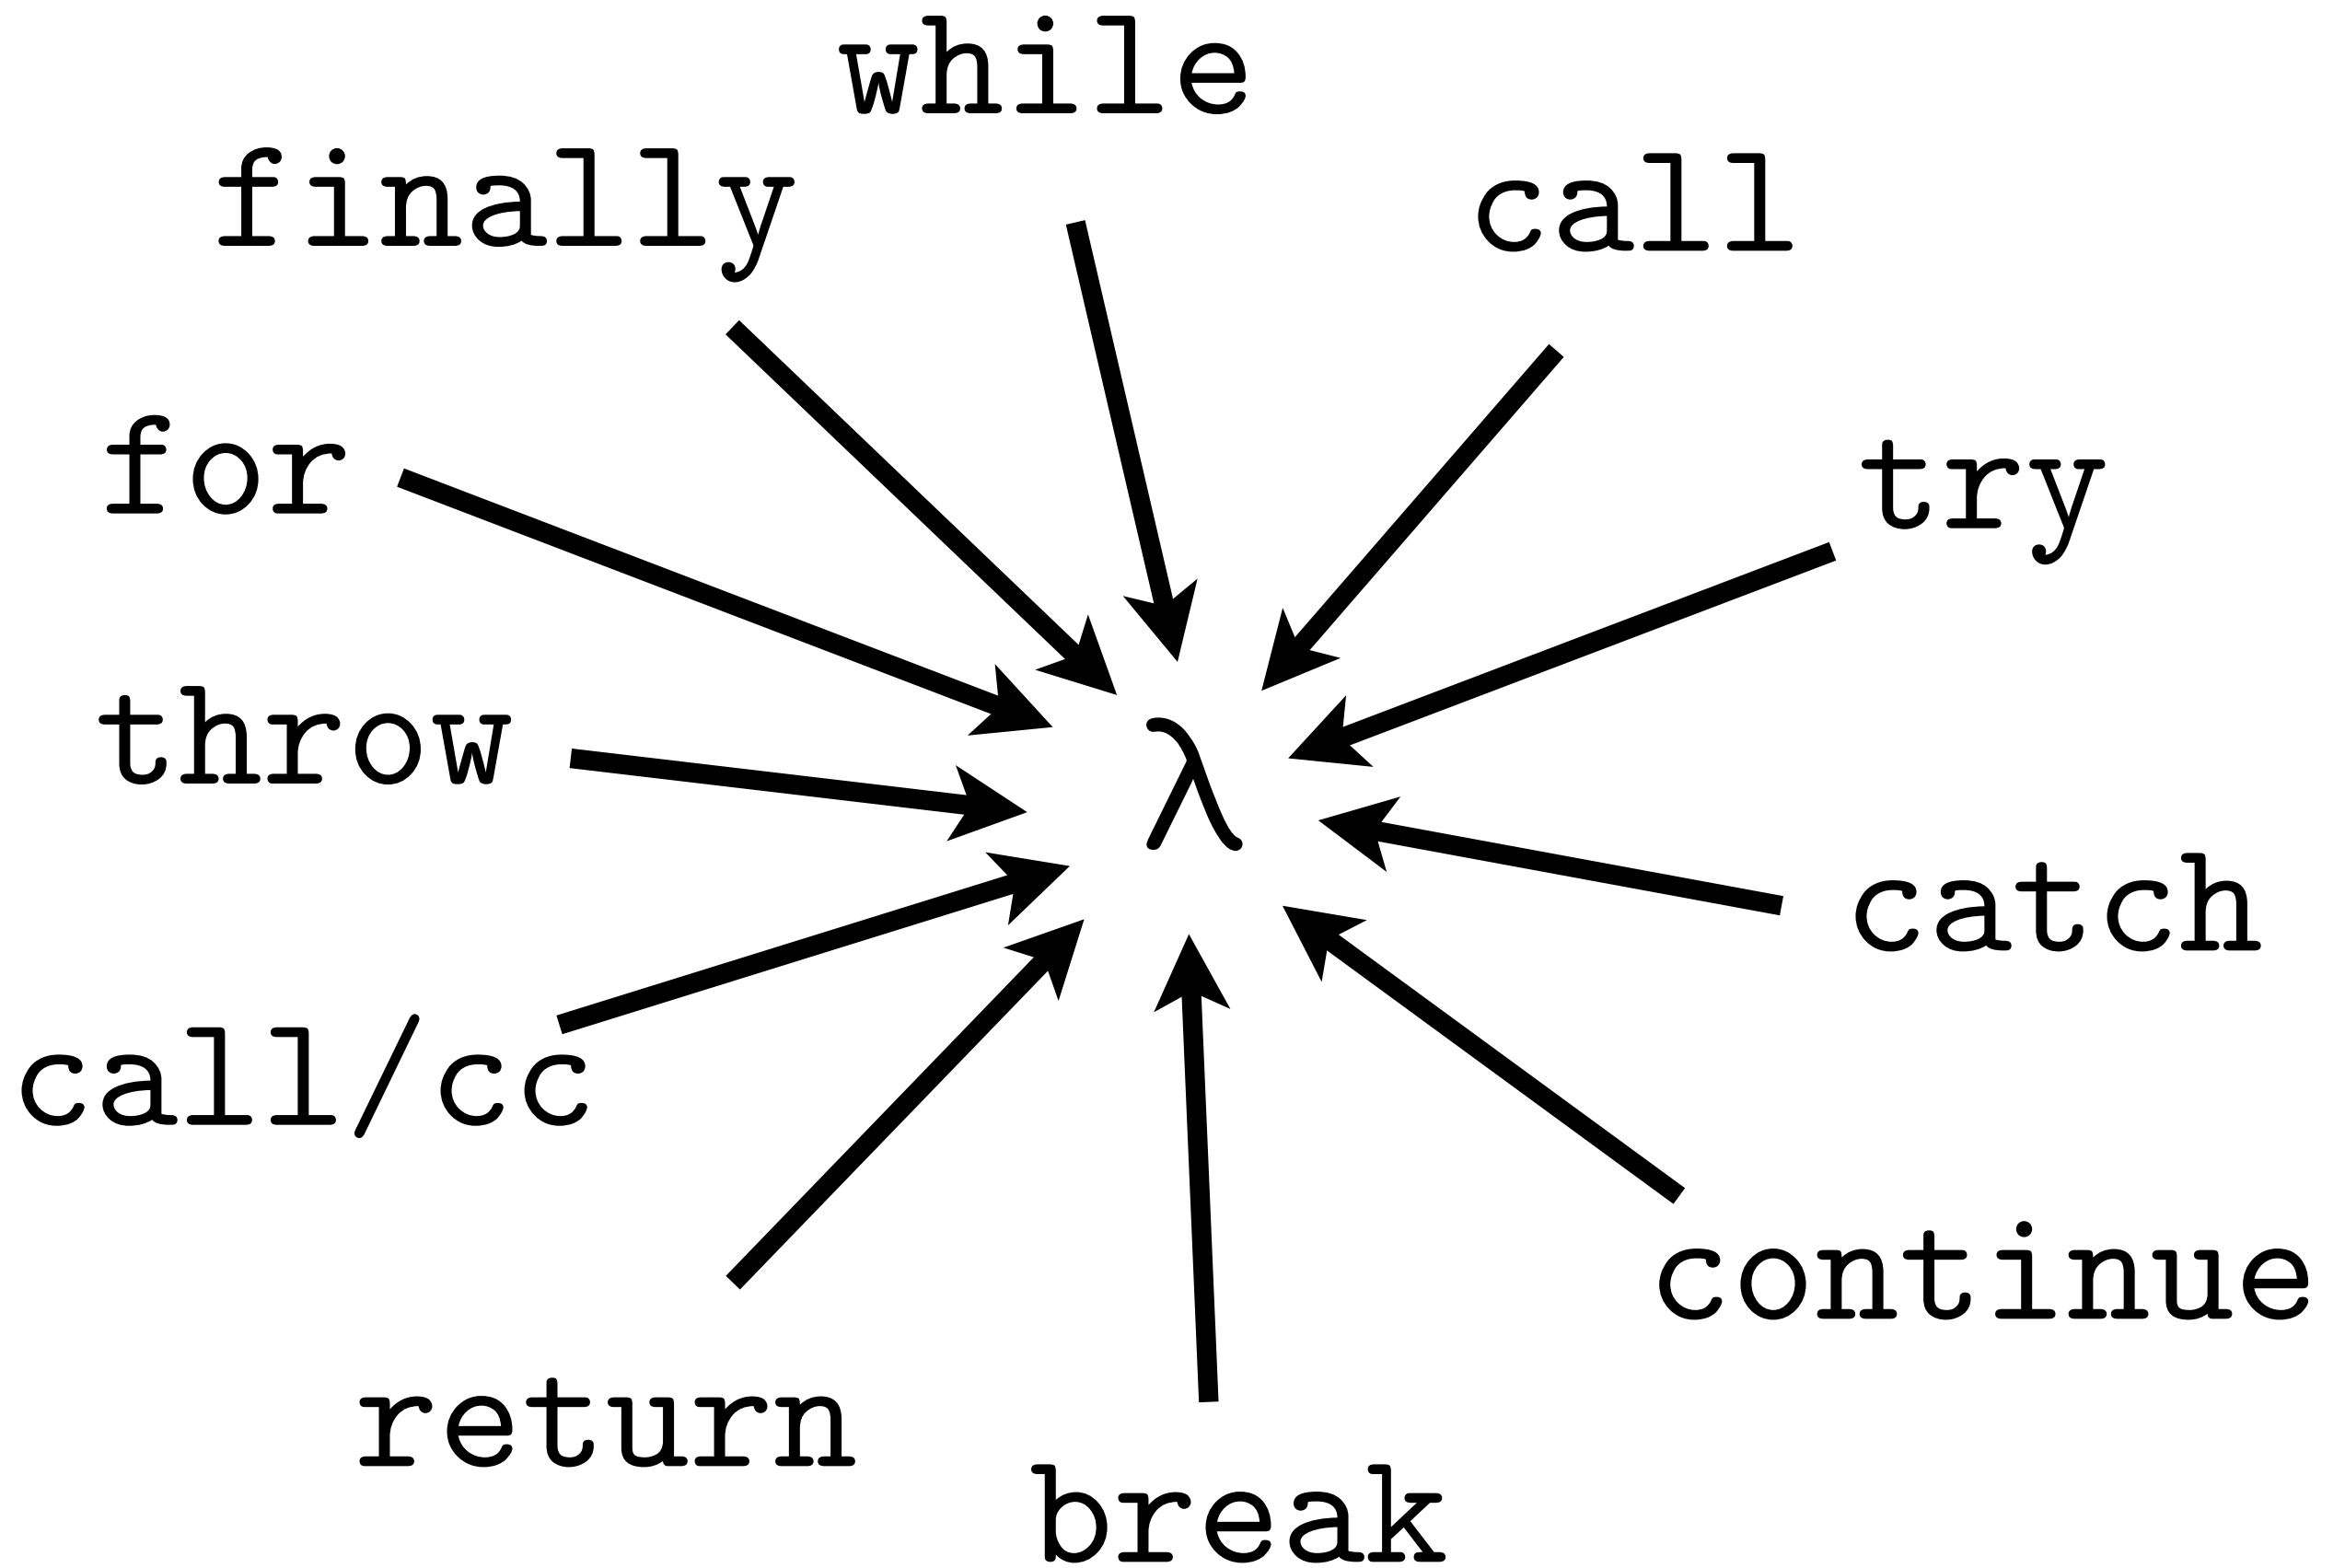 while
finally
call
for
try
throw
λ
catch
call/cc
continue
return
break